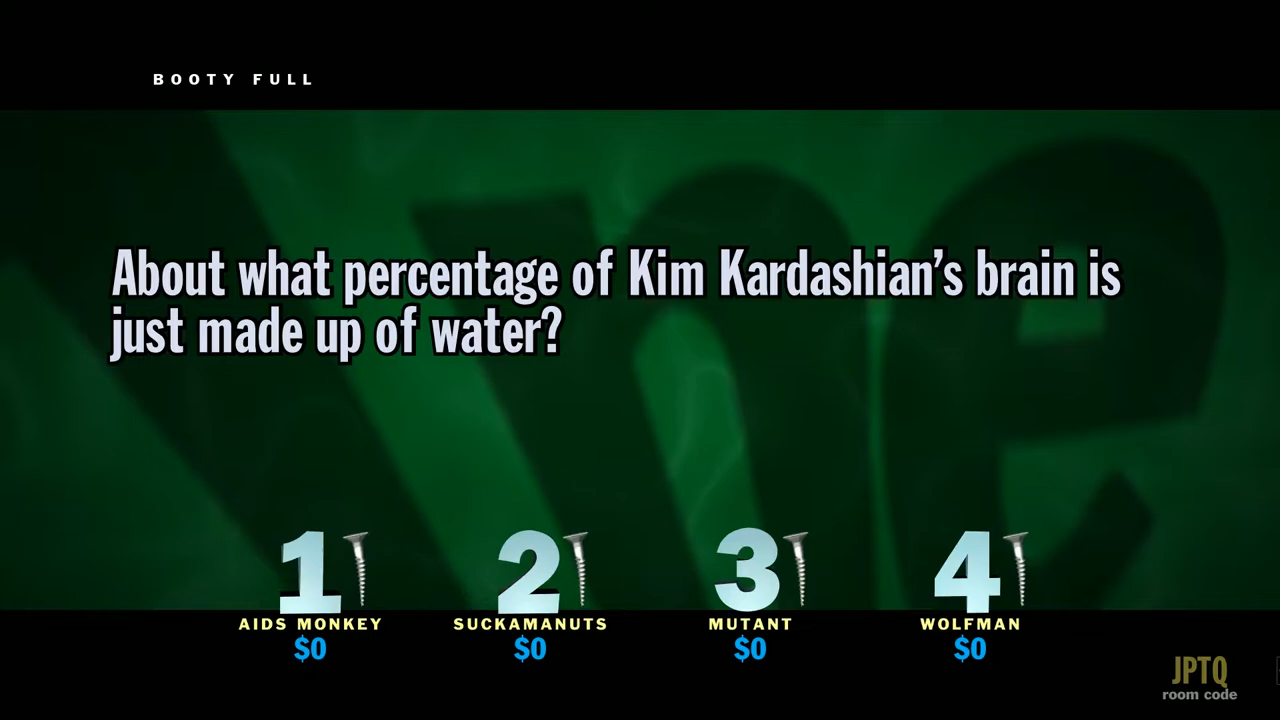 BOOTY FULL
About what percentage of Kim Kardashian's brain is
just made up of water?
1 2 3 4
AIDS MONKEY SUCKAMANUTS MUTANT WOLFMAN
$0 $0 $0 $0
JPTQ
room code